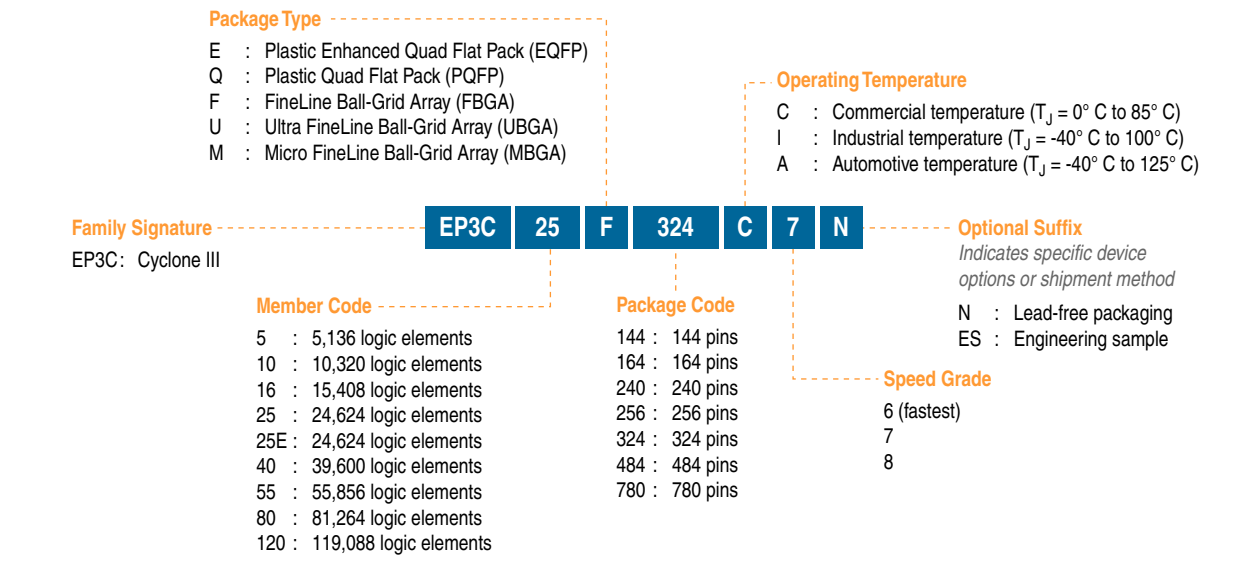 Package Type
E : Plastic Enhanced Quad Flat Pack (EQFP)
Q : Plastic Quad Flat Pack (PQFP)
F : FineLine Ball-Grid Array (FBGA)
U : Ultra FineLine Ball-Grid Array (UBGA)
M : Micro FineLine Ball-Grid Array (MBGA)
Operating Temperature
C : Commercial temperature (TJ = 0° C to 85° C)
I : Industrial temperature (TJ = -40° C to 100° C)
A : Automotive temperature (TJ = -40° C to 125° C)
EP3C 25 F 324 C 7 N
Family Signature
EP3C : Cyclone III
Optional Suffix
Indicates specific device
options or shipment method
N : Lead-free packaging
ES : Engineering sample
Member Code
5 : 5,136 logic elements
10 : 10,320 logic elements
16 : 15,408 logic elements
25 : 24,624 logic elements
25E : 24,624 logic elements
40 : 39,600 logic elements
55 : 55,856 logic elements
80 : 81,264 logic elements
120 : 119,088 logic elements
Package Code
144 : 144 pins
164 : 164 pins
240 : 240 pins
256 : 256 pins
324 : 324 pins
484 : 484 pins
780 : 780 pins
Speed Grade
6 (fastest)
7
8